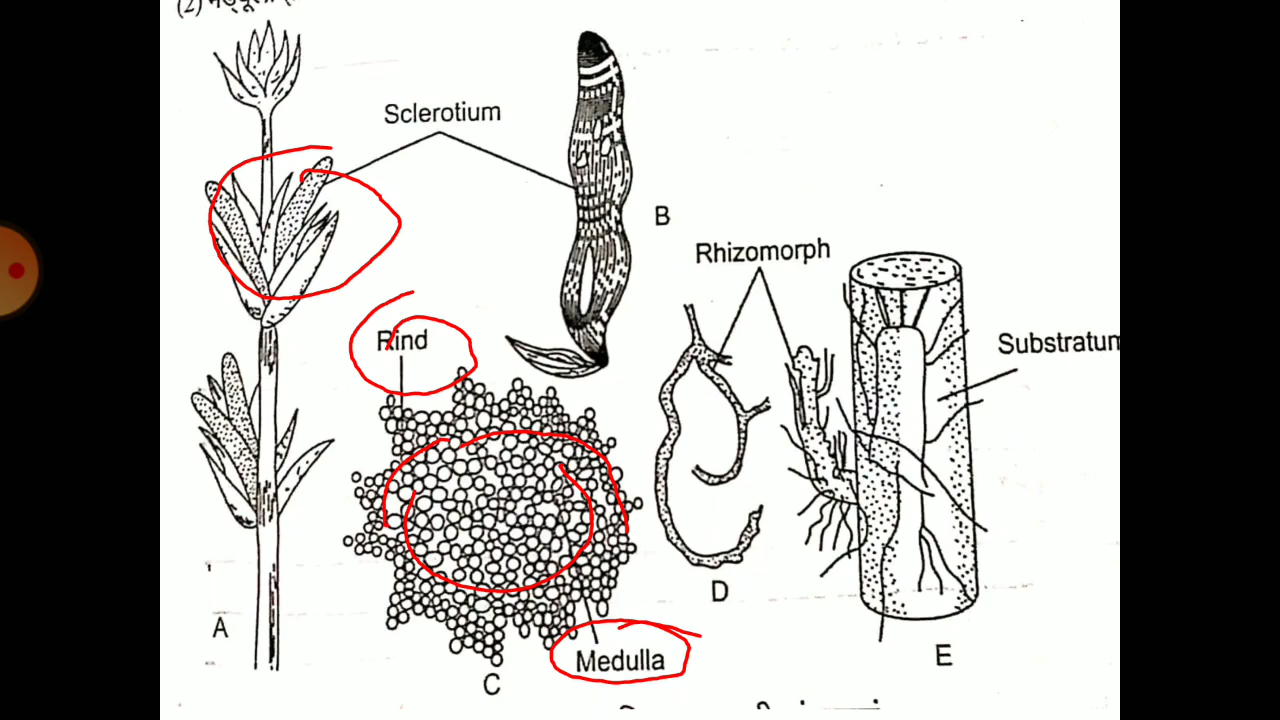 Sclerotium
B
Rhizomorph
Rind
Substratum
D
A
Medulla
E
C